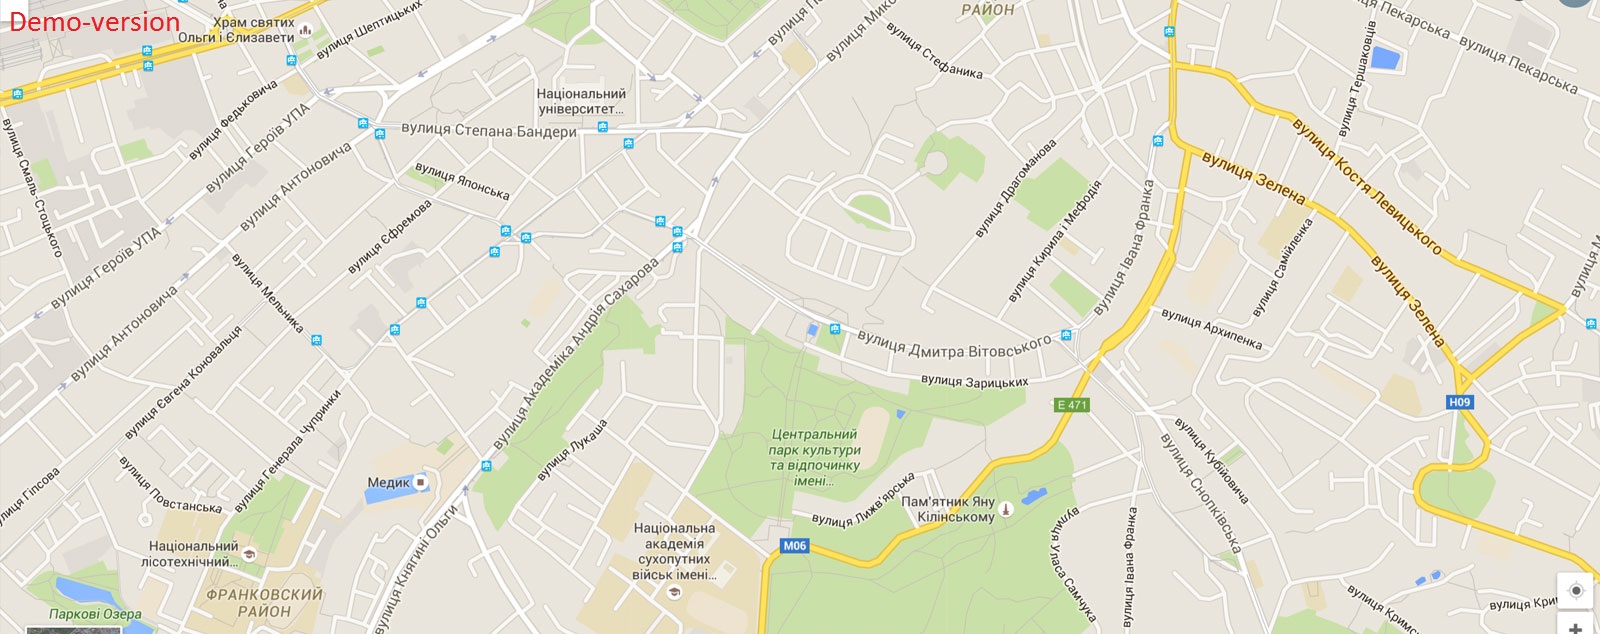 Demo-version
Храм святих
Ольги і Єлизавети
вулиця Шептицьких
РАЙОН
вулиця Стефаника
вулиця Пекарська
вулиця Пекарська
вулиця Тершаковців
вулиця Федьковича
вулиця Героїв УПА
Національний
університет...
вулиця Степана Бандери
вулиця Костя Левицького
вулиця Смаль-Стоцького
вулиця Антоновича
вулиця Японська
вулиця Драгоманова
вулиця Зелена
вулиця Єфремова
вулиця Кирила і Мефодія
вулиця Івана Франка
вулиця Самійленка
вулиця Героїв УПА
вулиця Мельника
вулиця Академіка Андрія Сахарова
вулиця Зелена
вулиця Антоновича
вулиця Архипенка
вулиця Дмитра Вітовського
вулиця Зарицьких
вулиця Євгена Коновальця
E 471
H09
вулиця Генерала Чупринки
вулиця Лукаша
Центральний
парк культури
та відпочинку
імені...
вулиця Кубійовича
вулиця Снопківська
вулиця Гіпсова
вулиця Повстанська
Медик
вулиця Лижв'ярська
Пам'ятник Яну
Кілінському
Національна
академія
сухопутних
військ імені...
M06
вулиця Уласа Самчука
вулиця Івана Франка
Національний
лісотехнічний...
вулиця Княгині Ольги
ФРАНКОВСКИЙ
РАЙОН
Паркові Озера